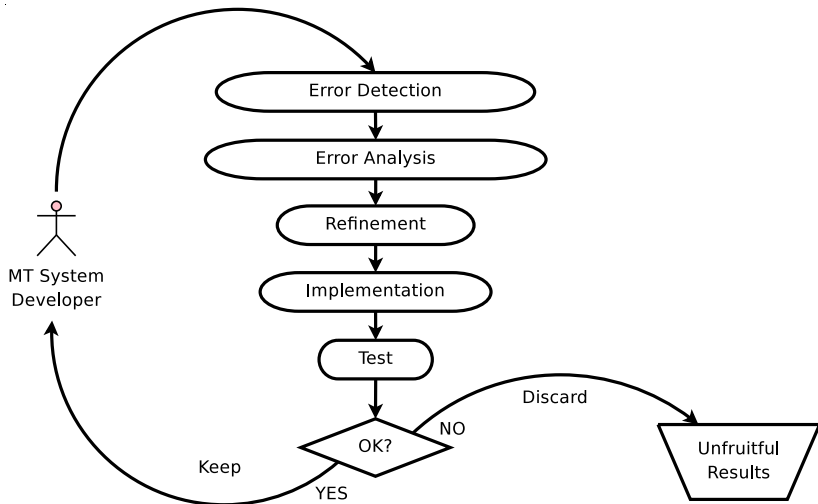 Error Detection
Error Analysis
Refinement
MT System
Developer
Implementation
Test
Discard
OK?
NO
Unfruitful
Results
Keep
YES